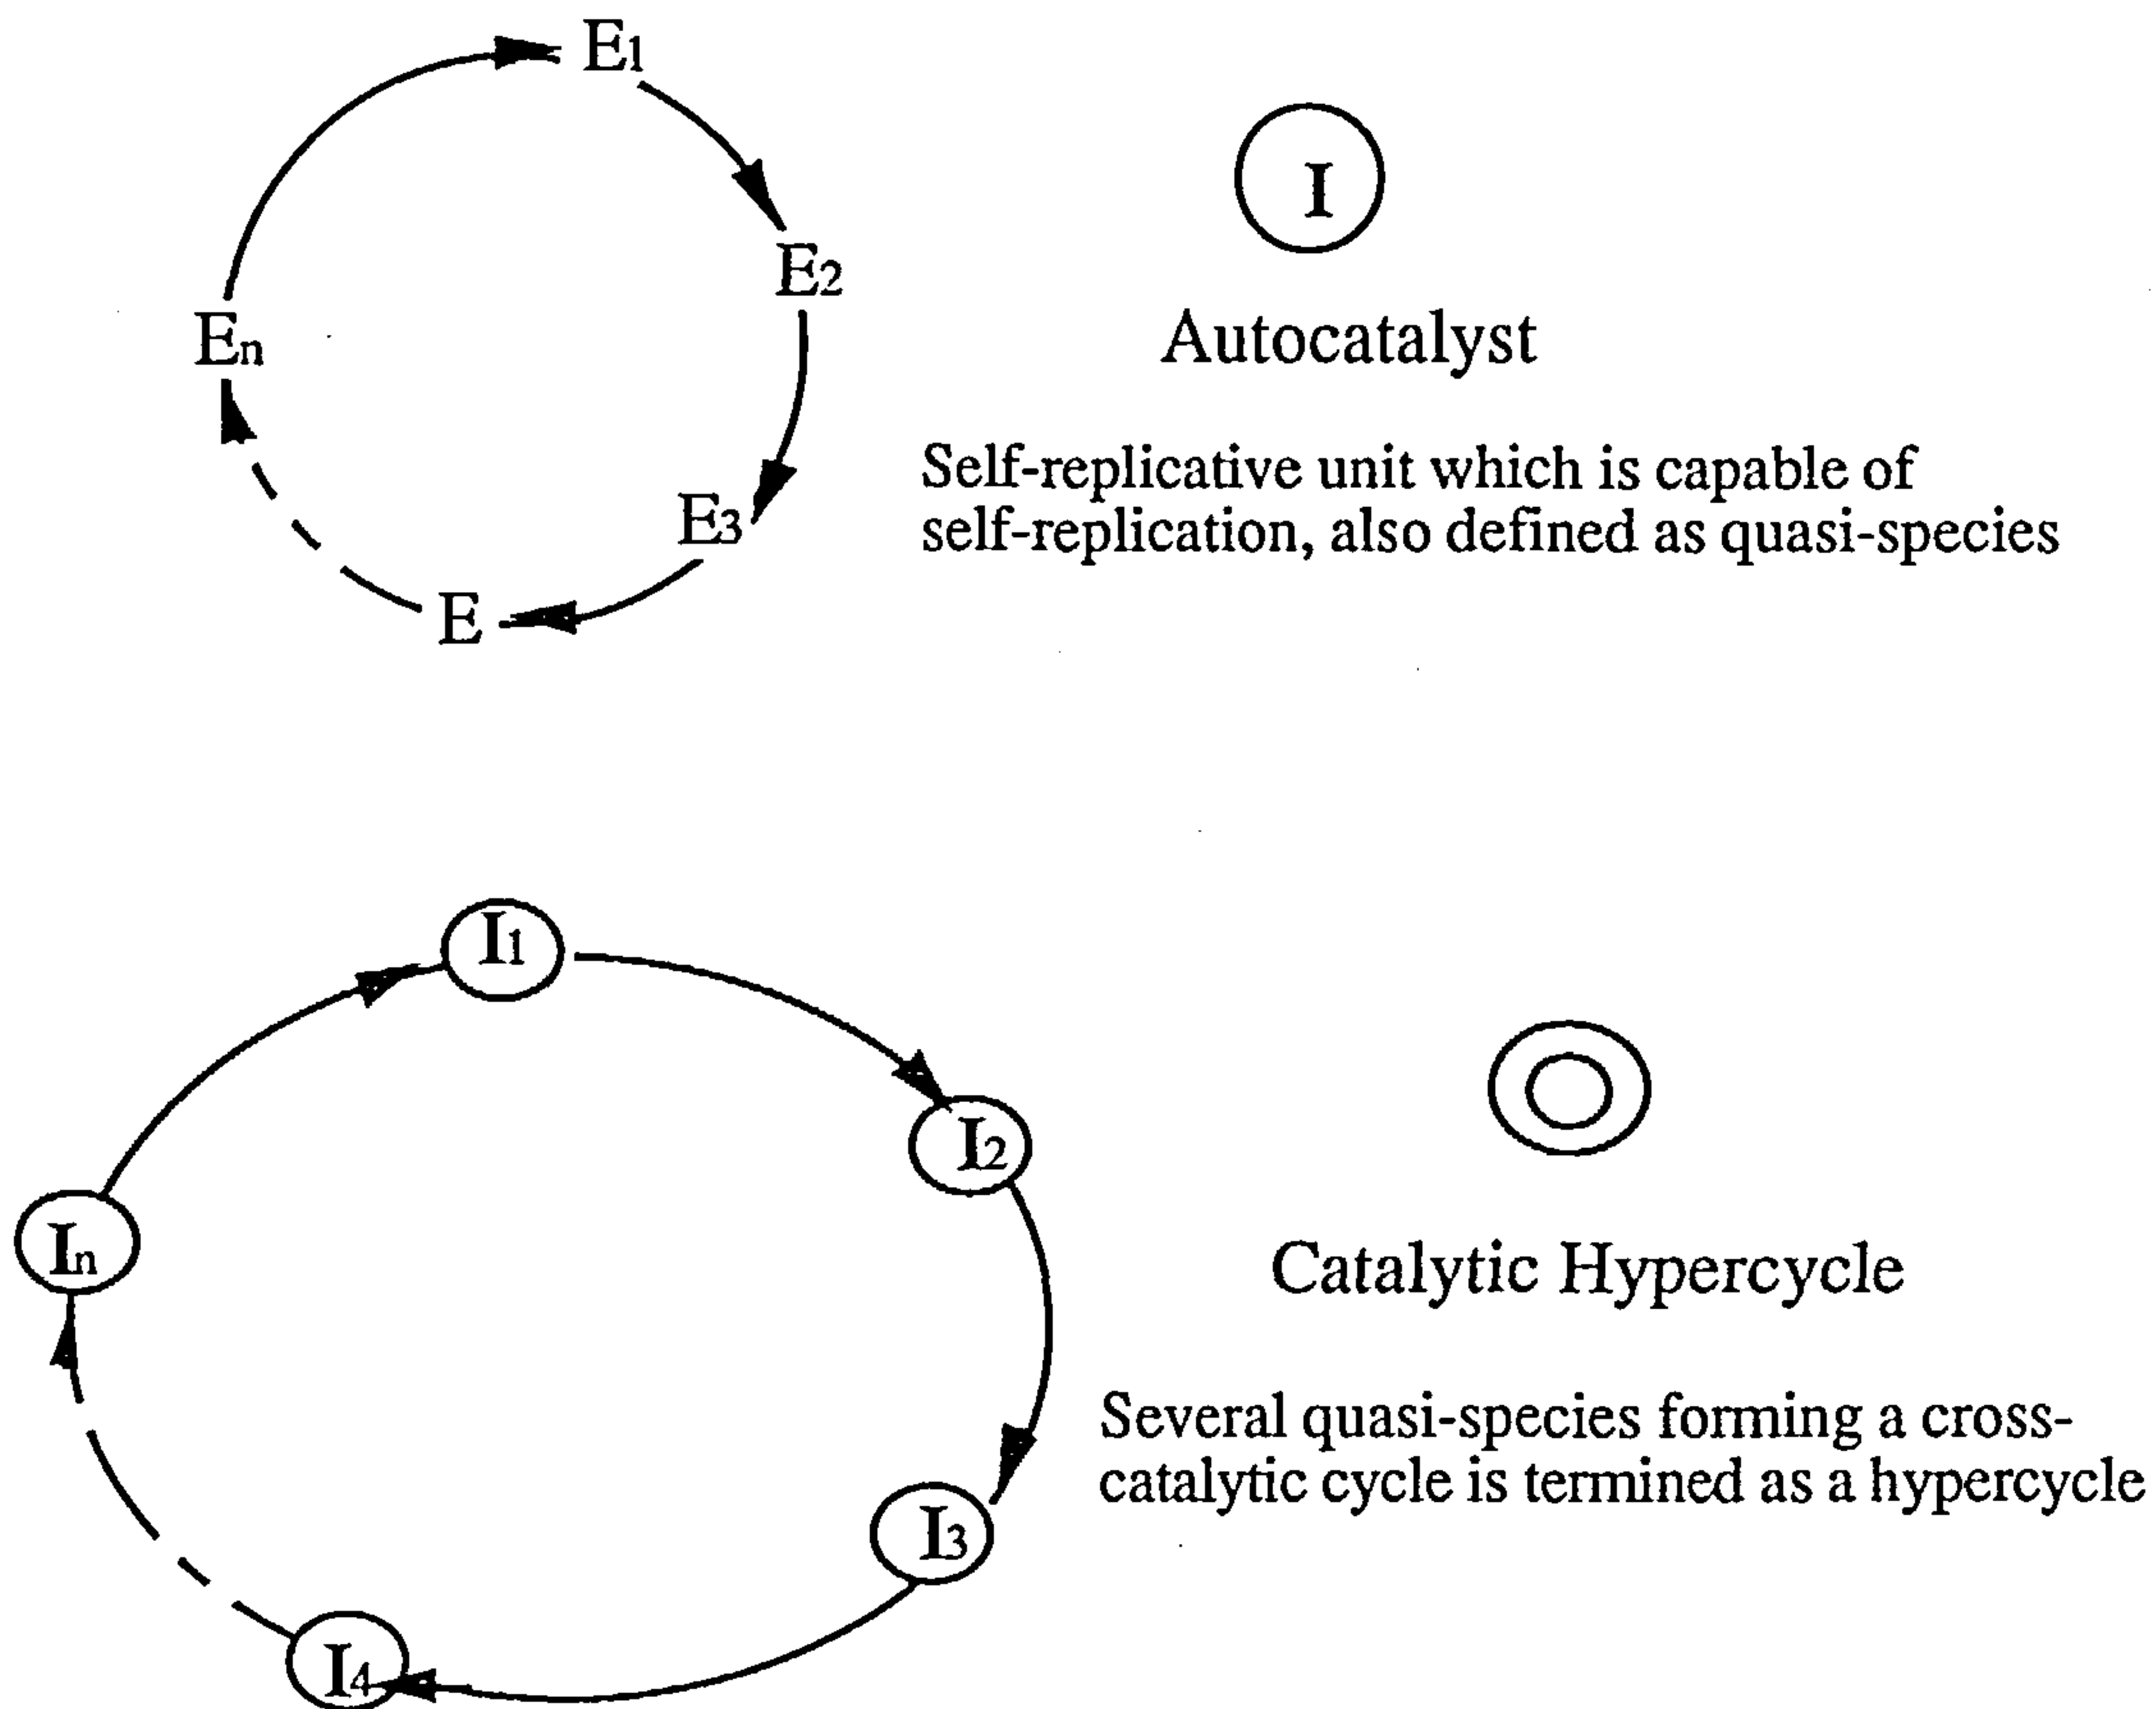 E1
E2
En
E3
E
I
Autocatalyst
Self-replicative unit which is capable of
self-replication, also defined as quasi-species
I1
I2
In
I3
I4
Catalytic Hypercycle
Several quasi-species forming a cross-
catalytic cycle is termined as a hypercycle